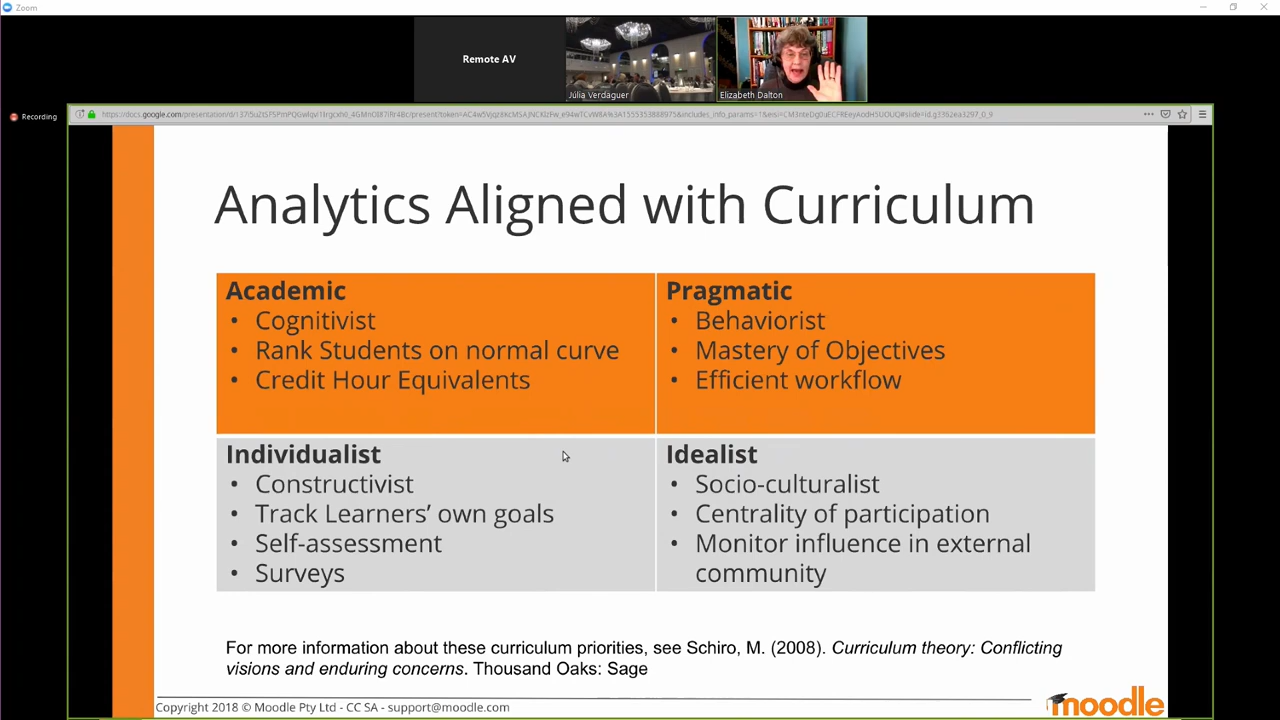 Zoom
Remote AV
Júlia Verdaguer
Elizabeth Dalton
Recording
Analytics Aligned with Curriculum
Academic
• Cognitivist
• Rank Students on normal curve
• Credit Hour Equivalents
Pragmatic
• Behaviorist
• Mastery of Objectives
• Efficient workflow
Individualist
• Constructivist
• Track Learners’ own goals
• Self-assessment
• Surveys
Idealist
• Socio-culturalist
• Centrality of participation
• Monitor influence in external
community
For more information about these curriculum priorities, see Schiro, M. (2008). Curriculum theory: Conflicting
visions and enduring concerns. Thousand Oaks: Sage
Copyright 2018 © Moodle Pty Ltd - CC SA - support@moodle.com
moodle